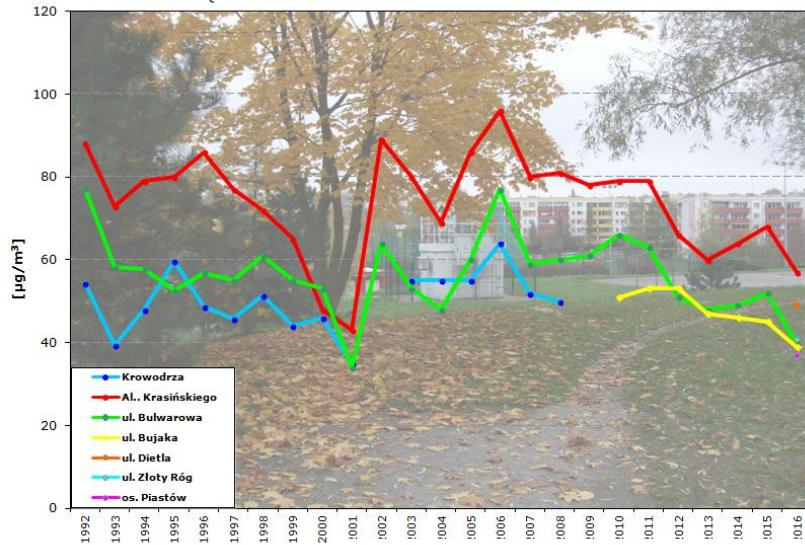 120
100
80
60
40
20
0
[µg/m³]
Krowodrza
Al.. Krasińskiego
ul. Bulwarowa
ul. Bujaka
ul. Dietla
ul. Złoty Róg
os. Piastów
1992 1993 1994 1995 1996 1997 1998 1999 2000 2001 2002 2003 2004 2005 2006 2007 2008 2009 2010 2011 2012 2013 2014 2015 2016